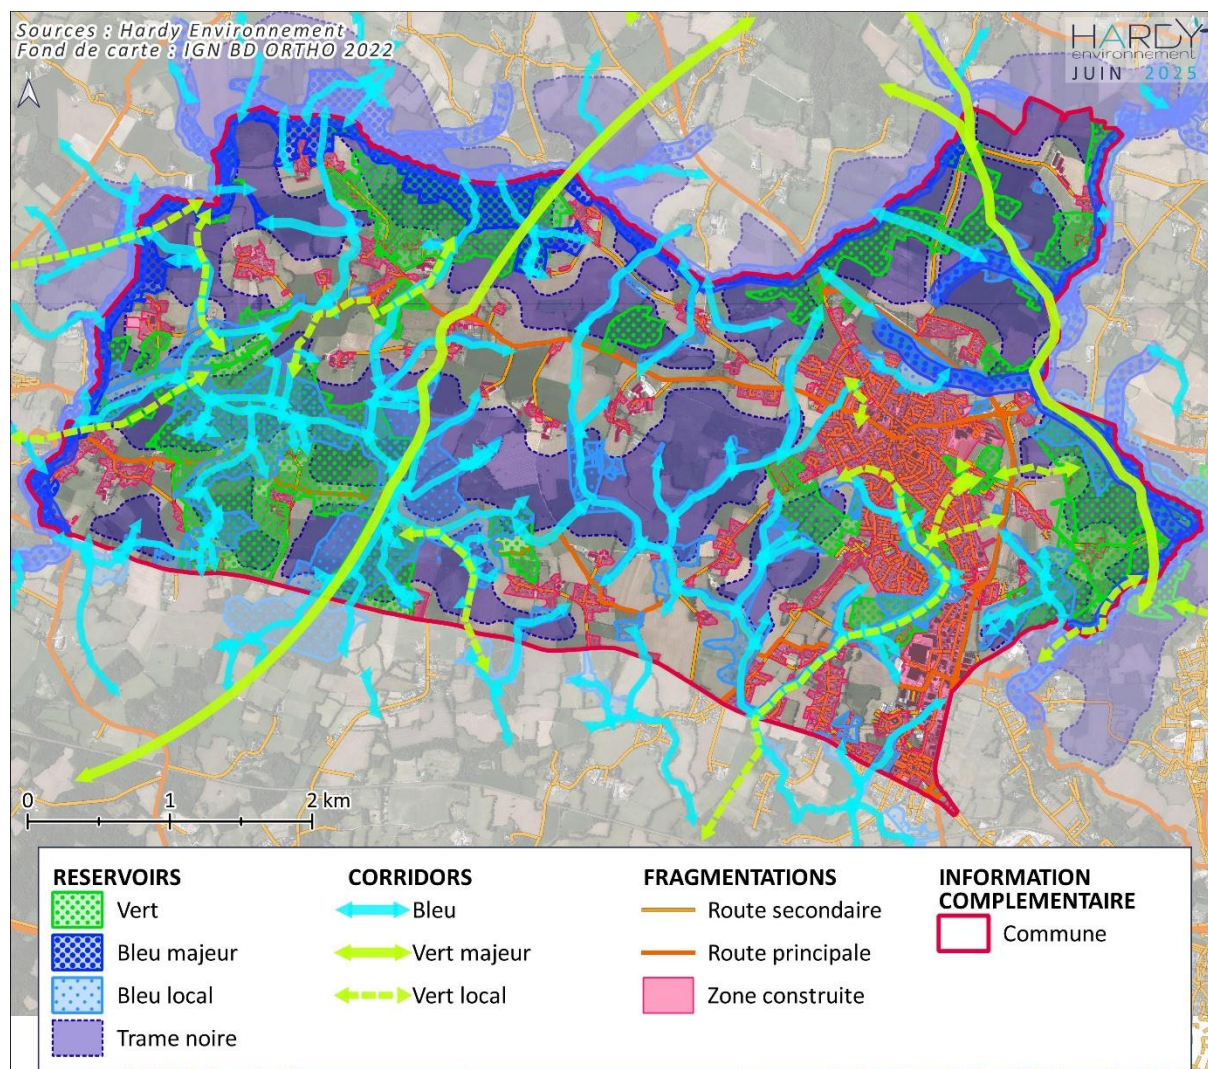 Sources : Hardy Environnement
Fond de carte : IGN BD ORTHO 2022
HARDY
environnement
JUIN 2025
0 1 2 km
RESERVOIRS
Vert
Bleu majeur
Bleu local
Trame noire
CORRIDORS
Bleu
Vert majeur
Vert local
FRAGMENTATIONS
Route secondaire
Route principale
Zone construite
INFORMATION
COMPLEMENTAIRE
Commune